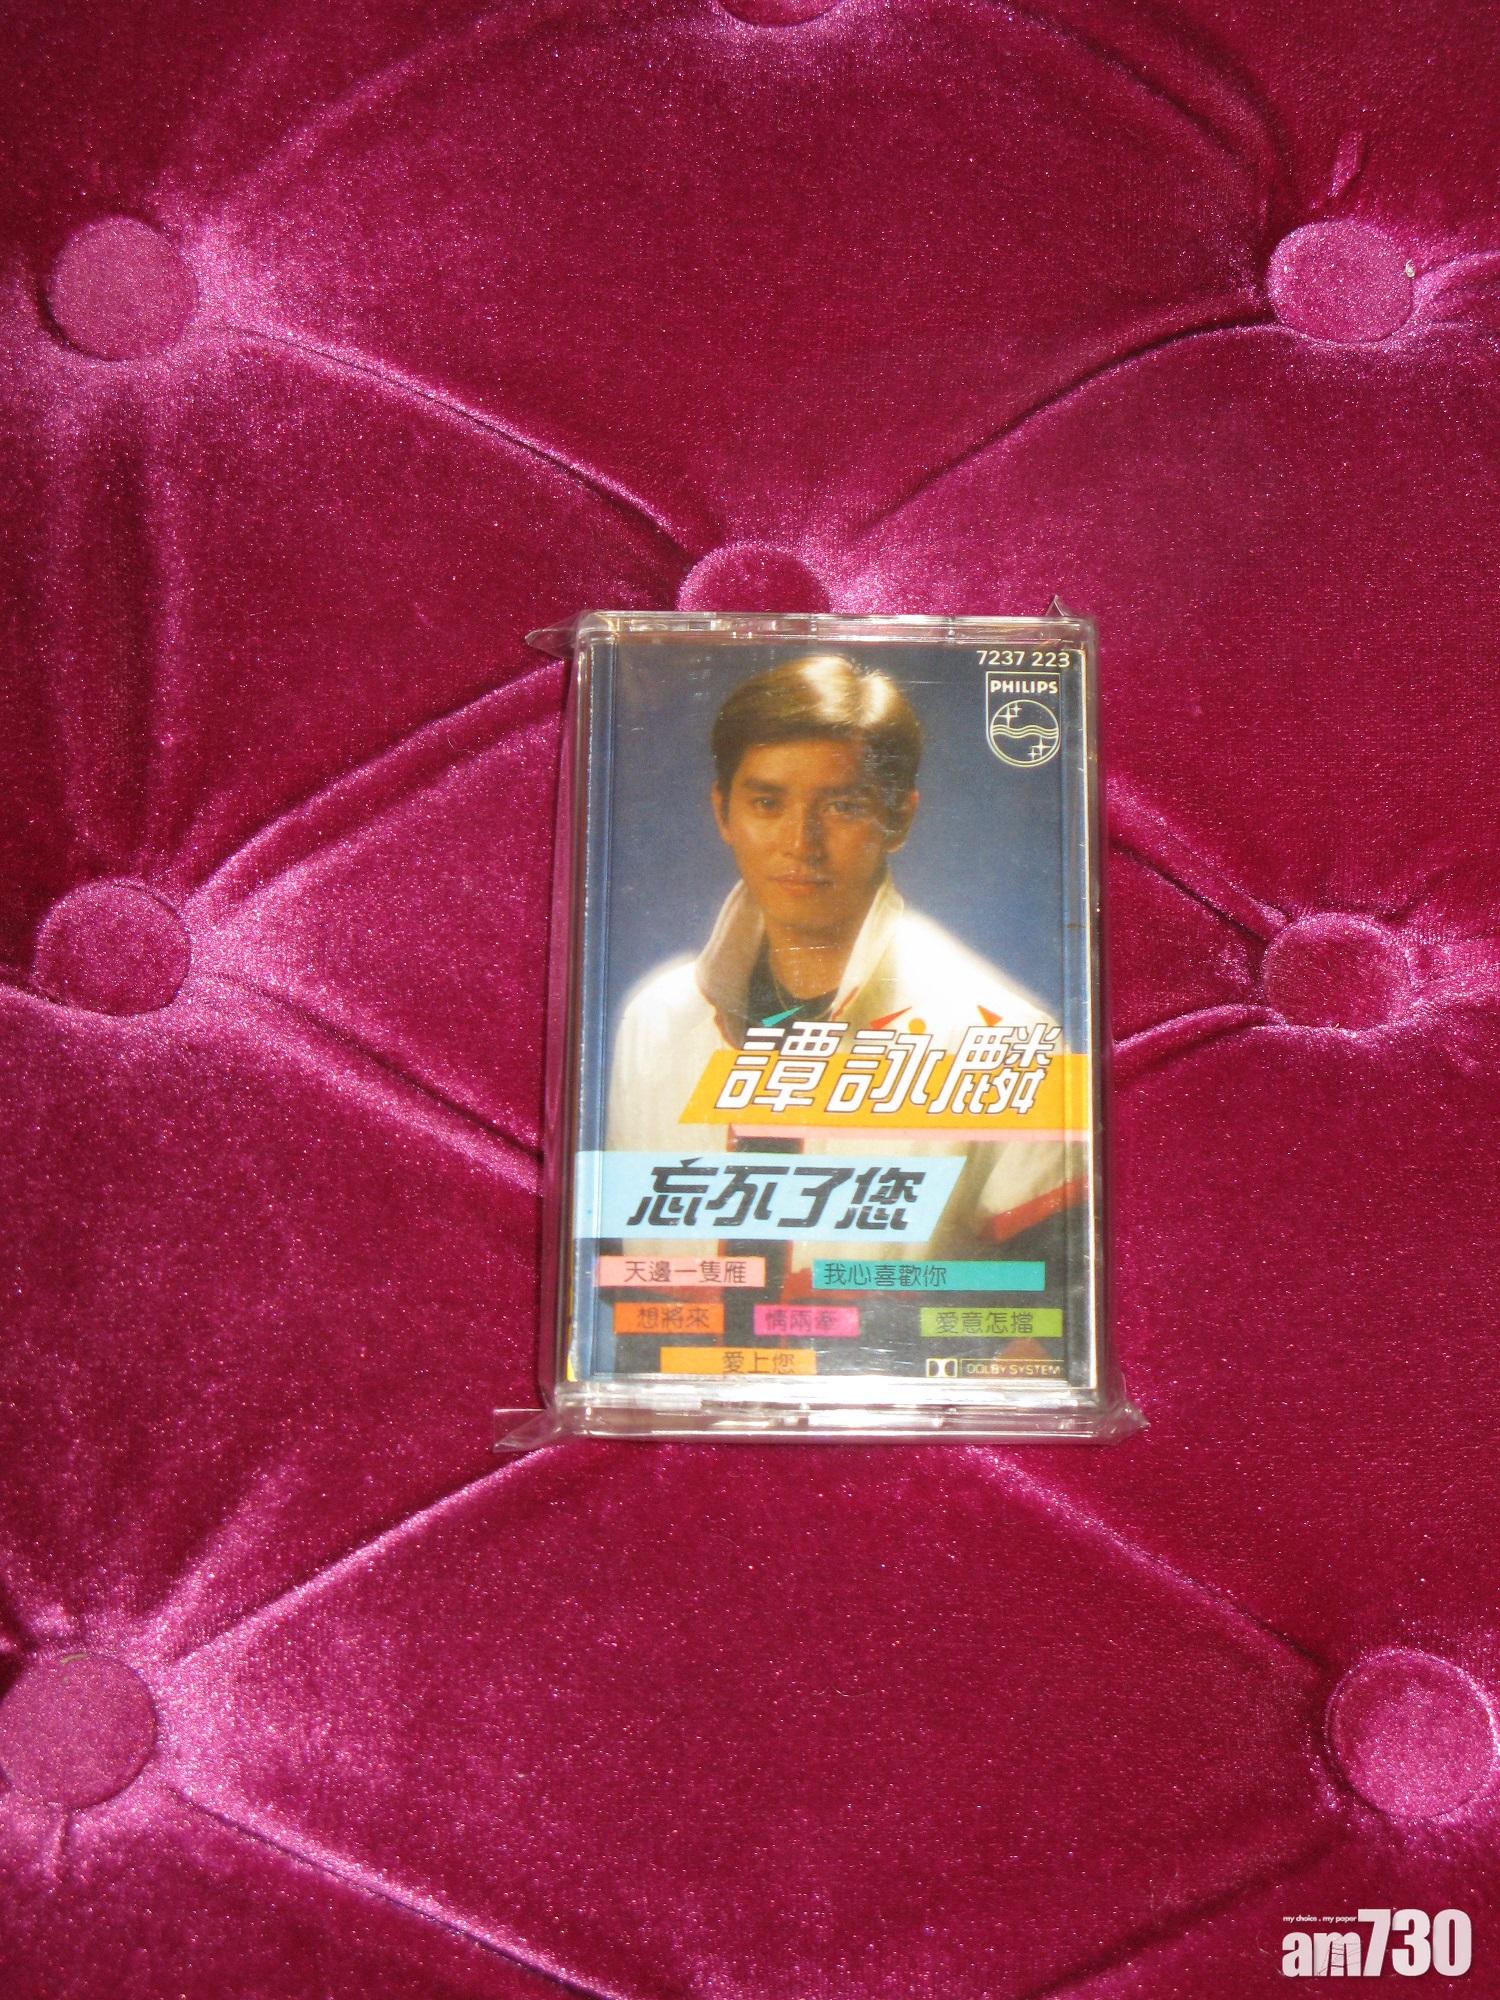 7237 223
PHILIPS
譚詠麟
忘不了您
天邊一隻雁 我心喜歡你
想將來 情兩牽 愛意怎擋
愛上您 DOLBY SYSTEM
my choice . my paper
am730